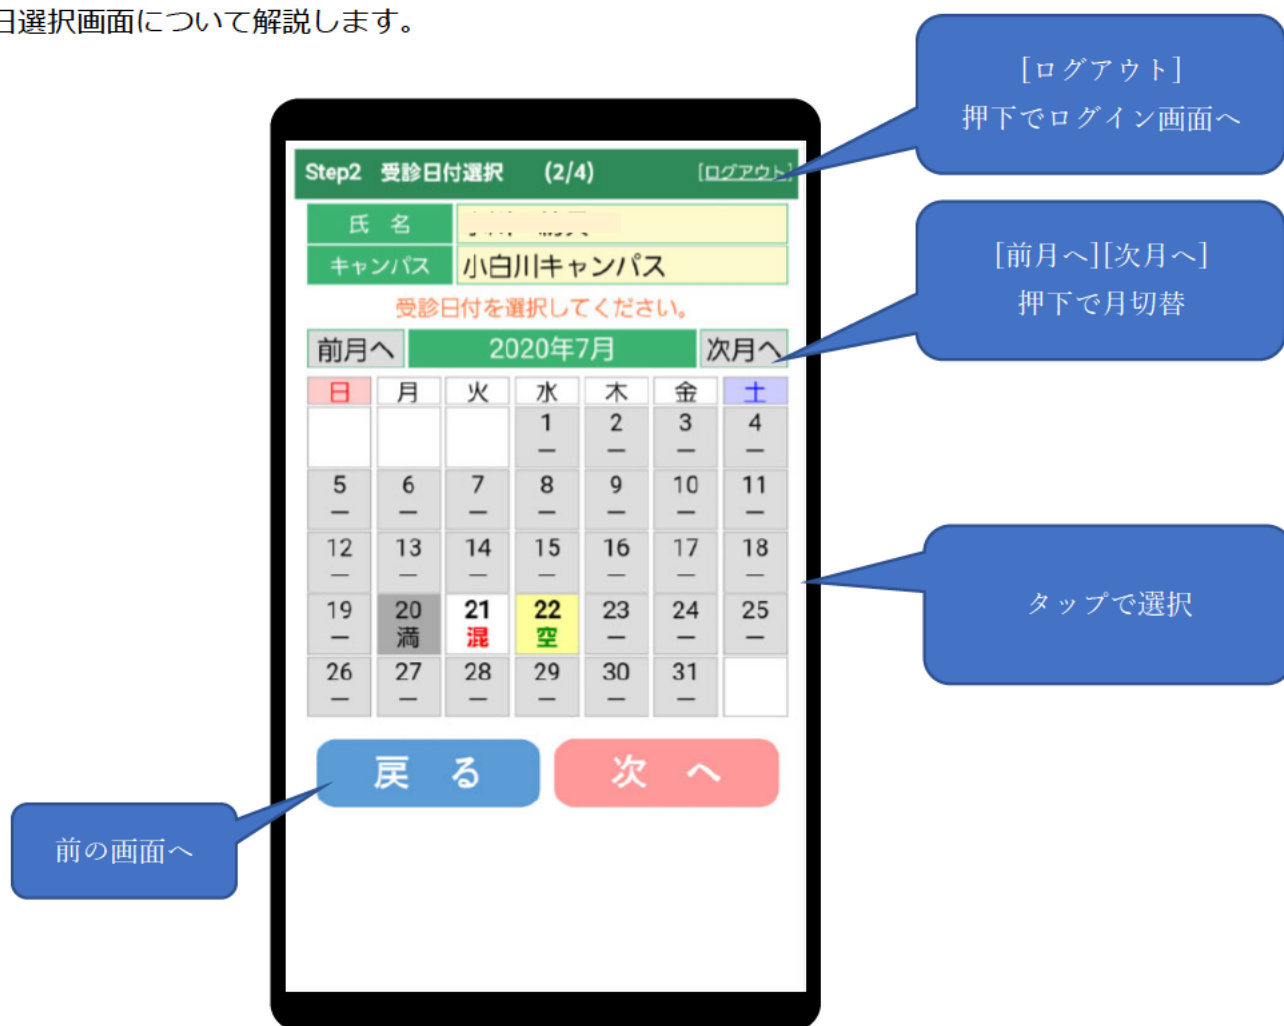 日選択画面について解説します。
[ログアウト]
押下でログイン画面へ
Step2 受診日付選択 (2/4) [ログアウト]
氏 名
キャンパス 小白川キャンパス
受診日付を選択してください。
[前月へ][次月へ]
押下で月切替
前月へ 2020年7月 次月へ
日 月 火 水 木 金 土
1 2 3 4
― ― ― ―
5 6 7 8 9 10 11
― ― ― ― ― ― ―
12 13 14 15 16 17 18
― ― ― ― ― ― ―
19 20 21 22 23 24 25
― 満 混 空 ― ― ―
26 27 28 29 30 31
― ― ― ― ― ―
タップで選択
戻 る 次 へ
前の画面へ